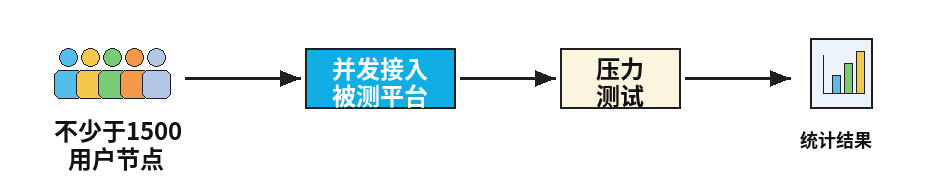 不少于1500
用户节点
并发接入
被测平台
压力
测试
统计结果